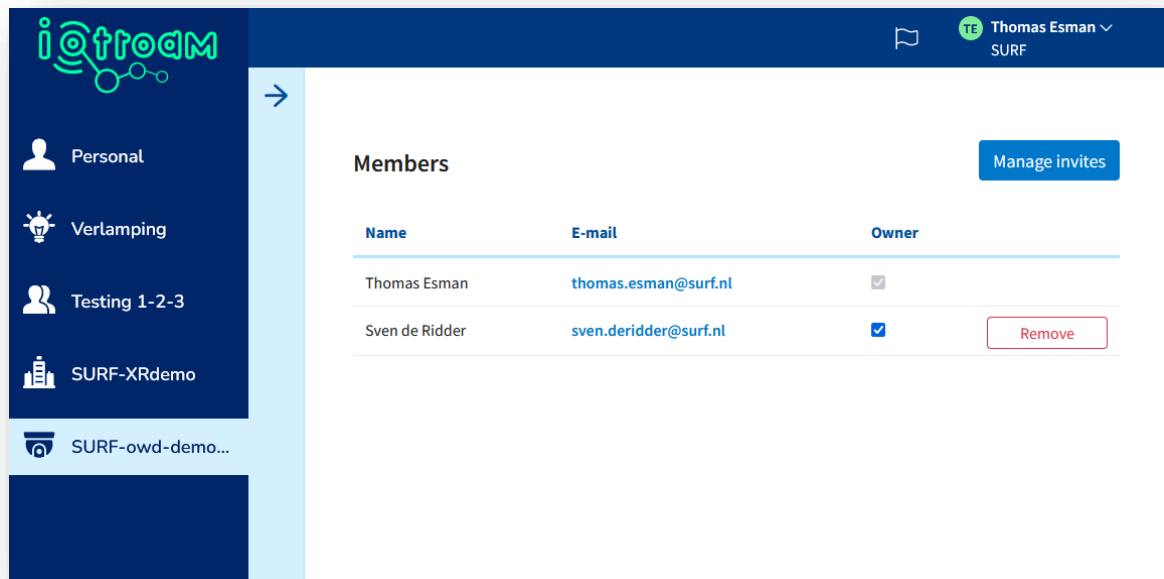 iotroam
Thomas Esman
TE
SURF
Personal
Verlamping
Testing 1-2-3
SURF-XRdemo
SURF-owd-demo...
Members
Manage invites
Name E-mail Owner
Thomas Esman thomas.esman@surf.nl
Sven de Ridder sven.deridder@surf.nl Remove